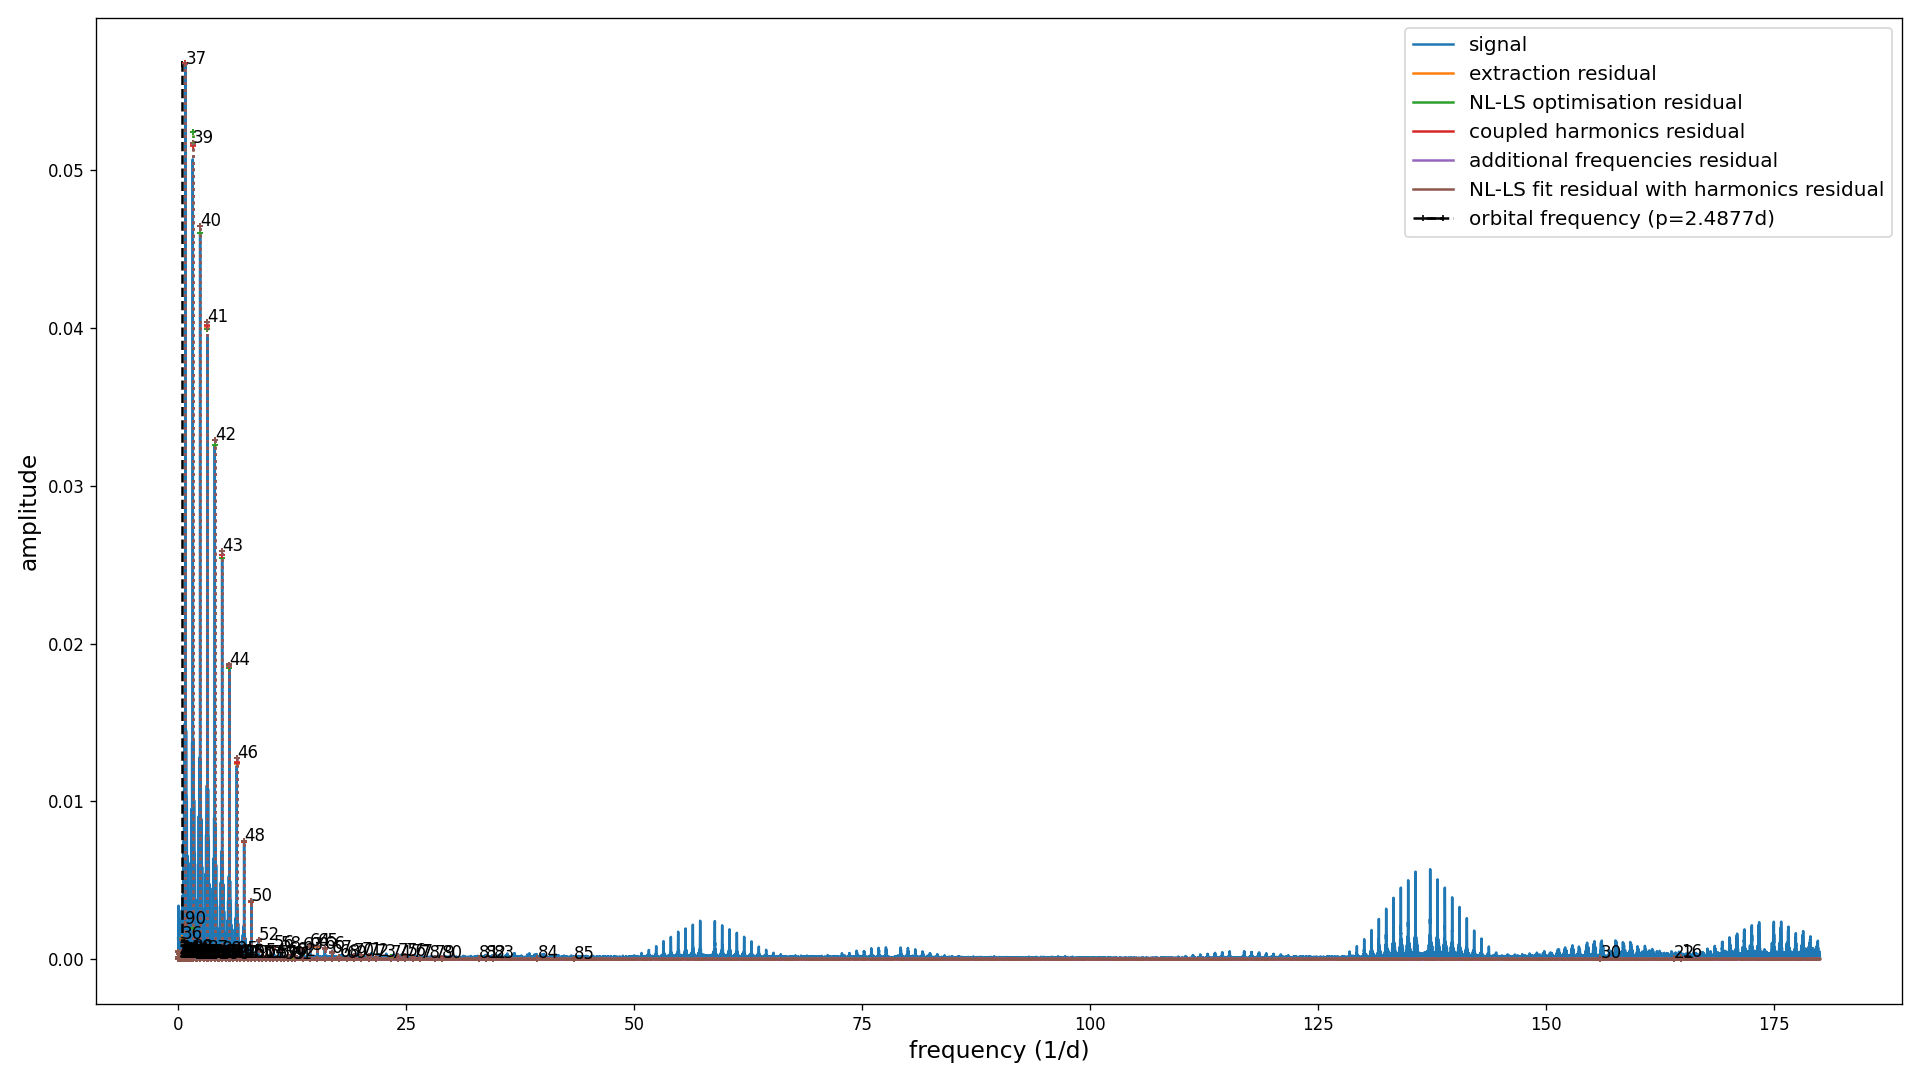 signal
extraction residual
NL-LS optimisation residual
coupled harmonics residual
additional frequencies residual
NL-LS fit residual with harmonics residual
orbital frequency (p=2.4877d)
37
39
40
41
42
43
44
46
48
50
90
36
52
80
84
85
30
22
26
0.05
0.04
0.03
0.02
0.01
0.00
amplitude
0 25 50 75 100 125 150 175
frequency (1/d)